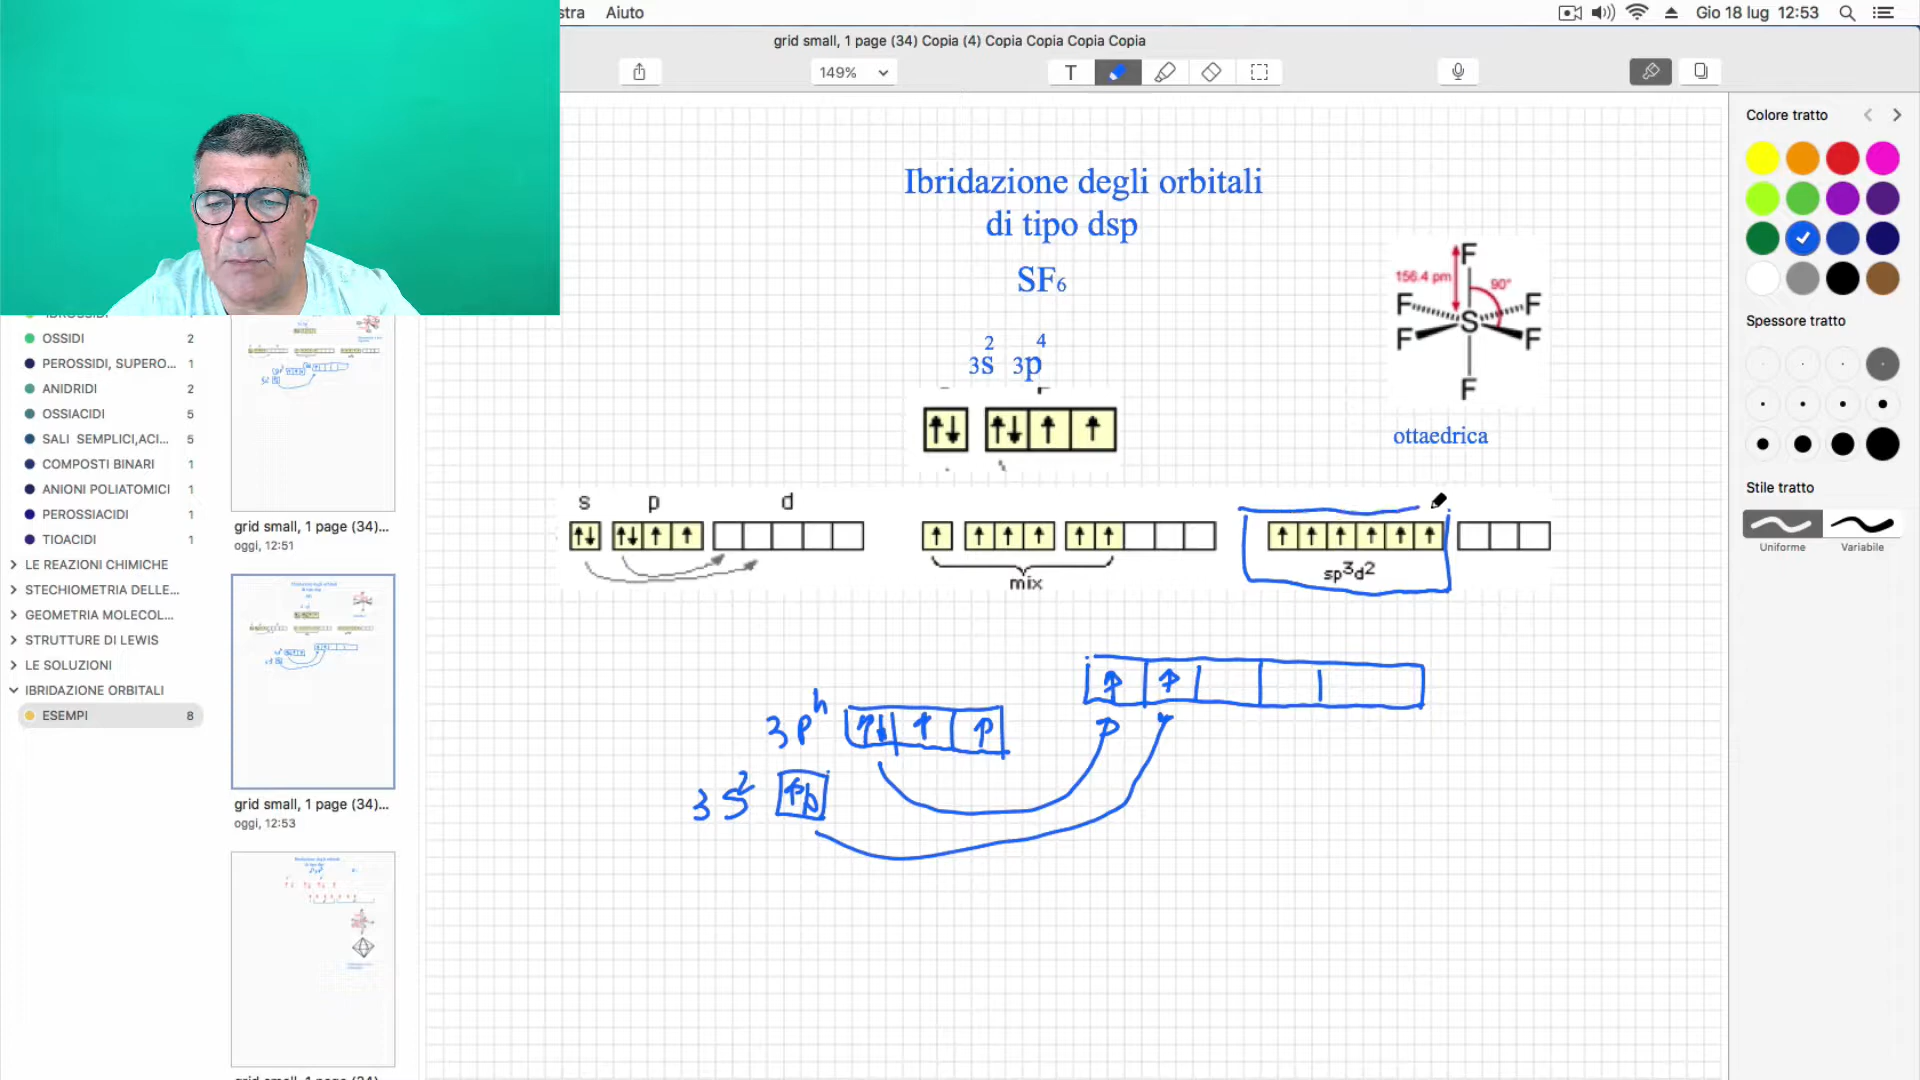 stra Aiuto
Gio 18 lug 12:53
grid small, 1 page (34) Copia (4) Copia Copia Copia Copia
149%
T
OSSIDI 2
PEROSSIDI, SUPERO... 1
ANIDRIDI 2
OSSIACIDI 5
SALI SEMPLICI,ACI... 5
COMPOSTI BINARI 1
ANIONI POLIATOMICI 1
PEROSSIACIDI 1
TIOACIDI 1
LE REAZIONI CHIMICHE
STECHIOMETRIA DELLE...
GEOMETRIA MOLECOL...
STRUTTURE DI LEWIS
LE SOLUZIONI
IBRIDAZIONE ORBITALI
ESEMPI 8
grid small, 1 page (34)...
oggi, 12:51
grid small, 1 page (34)...
oggi, 12:53
Ibridazione degli orbitali
di tipo dsp
SF₆
3s² 3p⁴
F
156.4 pm 90°
F F
S
F F
F
ottaedrica
s p d
mix
sp³d²
3p⁴
3s²
Colore tratto
Spessore tratto
Stile tratto
Uniforme Variabile